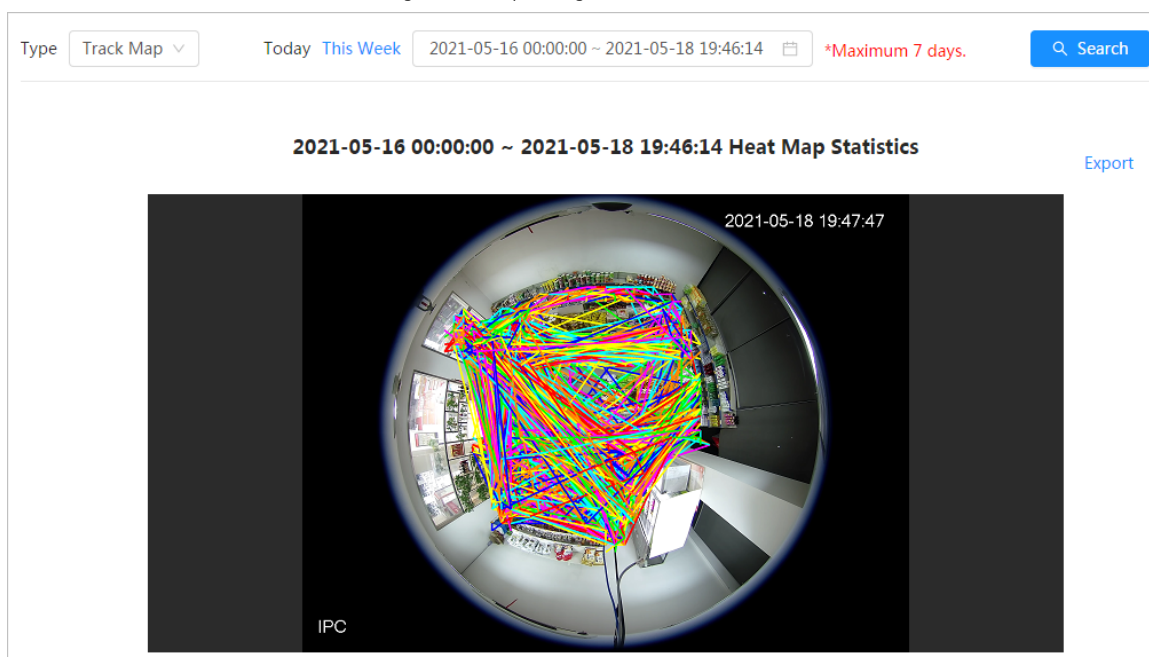 Type Track Map Today This Week 2021-05-16 00:00:00 ~ 2021-05-18 19:46:14 *Maximum 7 days. Search
2021-05-16 00:00:00 ~ 2021-05-18 19:46:14 Heat Map Statistics
Export
2021-05-18 19:47:47
IPC